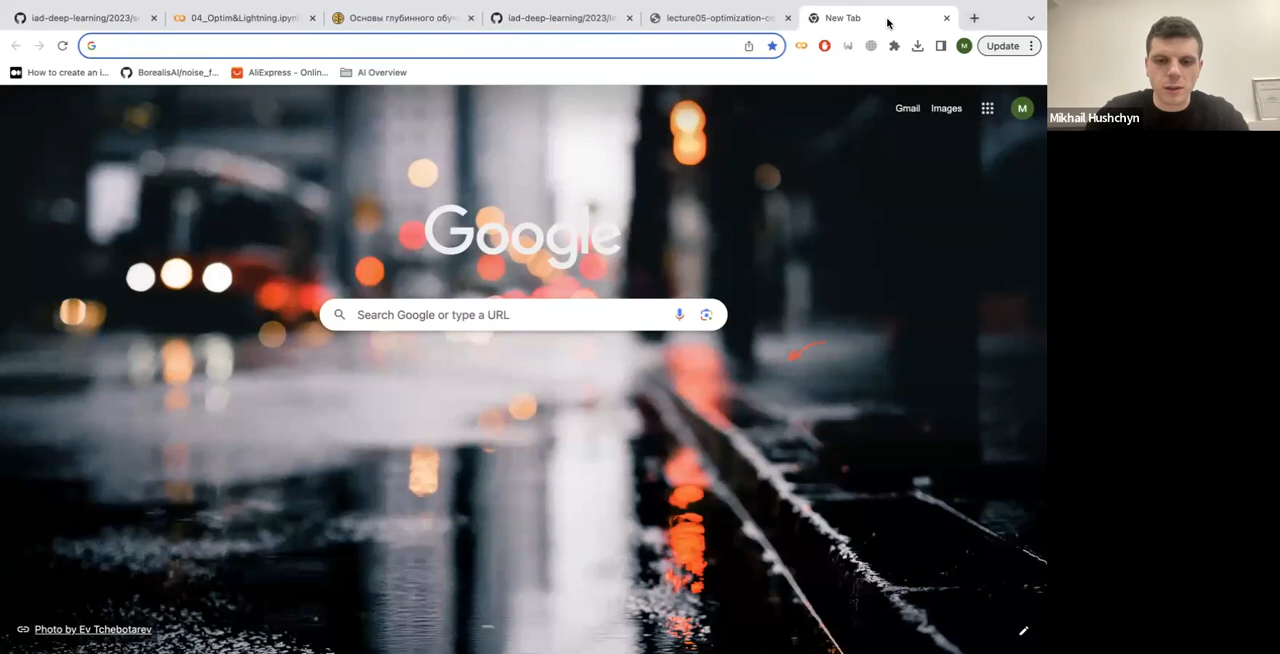 iad-deep-learning/2023/s
04_Optim&Lightning.ipyn
Основы глубинного обу
iad-deep-learning/2023/l
lecture05-optimization-c
New Tab
Update
How to create an i...
BorealisAI/noise_f...
AliExpress - Onlin...
AI Overview
Gmail
Images
M
Mikhail Hushchyn
Google
Search Google or type a URL
Photo by Ev Tchebotarev